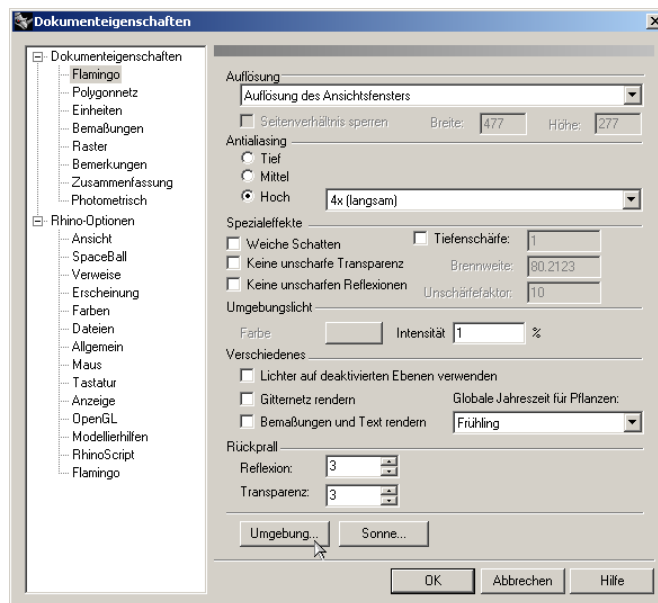 Dokumenteigenschaften
Dokumenteigenschaften
Flamingo
Polygonnetz
Einheiten
Bemaßungen
Raster
Bemerkungen
Zusammenfassung
Photometrisch
Rhino-Optionen
Ansicht
SpaceBall
Verweise
Erscheinung
Farben
Dateien
Allgemein
Maus
Tastatur
Anzeige
OpenGL
Modellierhilfen
RhinoScript
Flamingo
Auflösung
Auflösung des Ansichtsfensters
Seitenverhältnis sperren Breite: 477 Höhe: 277
Antialiasing
Tief
Mittel
Hoch 4x (langsam)
Spezialeffekte
Weiche Schatten Tiefenschärfe: 1
Keine unscharfe Transparenz Brennweite: 80.2123
Keine unscharfen Reflexionen Unschärfefaktor: 10
Umgebungslicht
Farbe Intensität 1 %
Verschiedenes
Lichter auf deaktivierten Ebenen verwenden
Gitternetz rendern Globale Jahreszeit für Pflanzen:
Bemaßungen und Text rendern Frühling
Rückprall
Reflexion: 3
Transparenz: 3
Umgebung... Sonne...
OK Abbrechen Hilfe